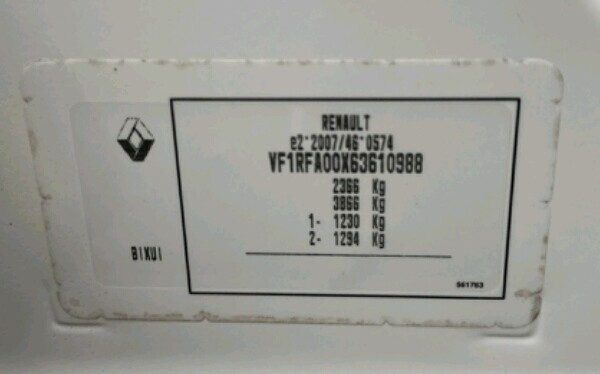 RENAULT
e2*2007/46*0574
VF1RFA00X63610988
2366 Kg
3866 Kg
1- 1230 Kg
2- 1294 Kg
BIXUI
561763